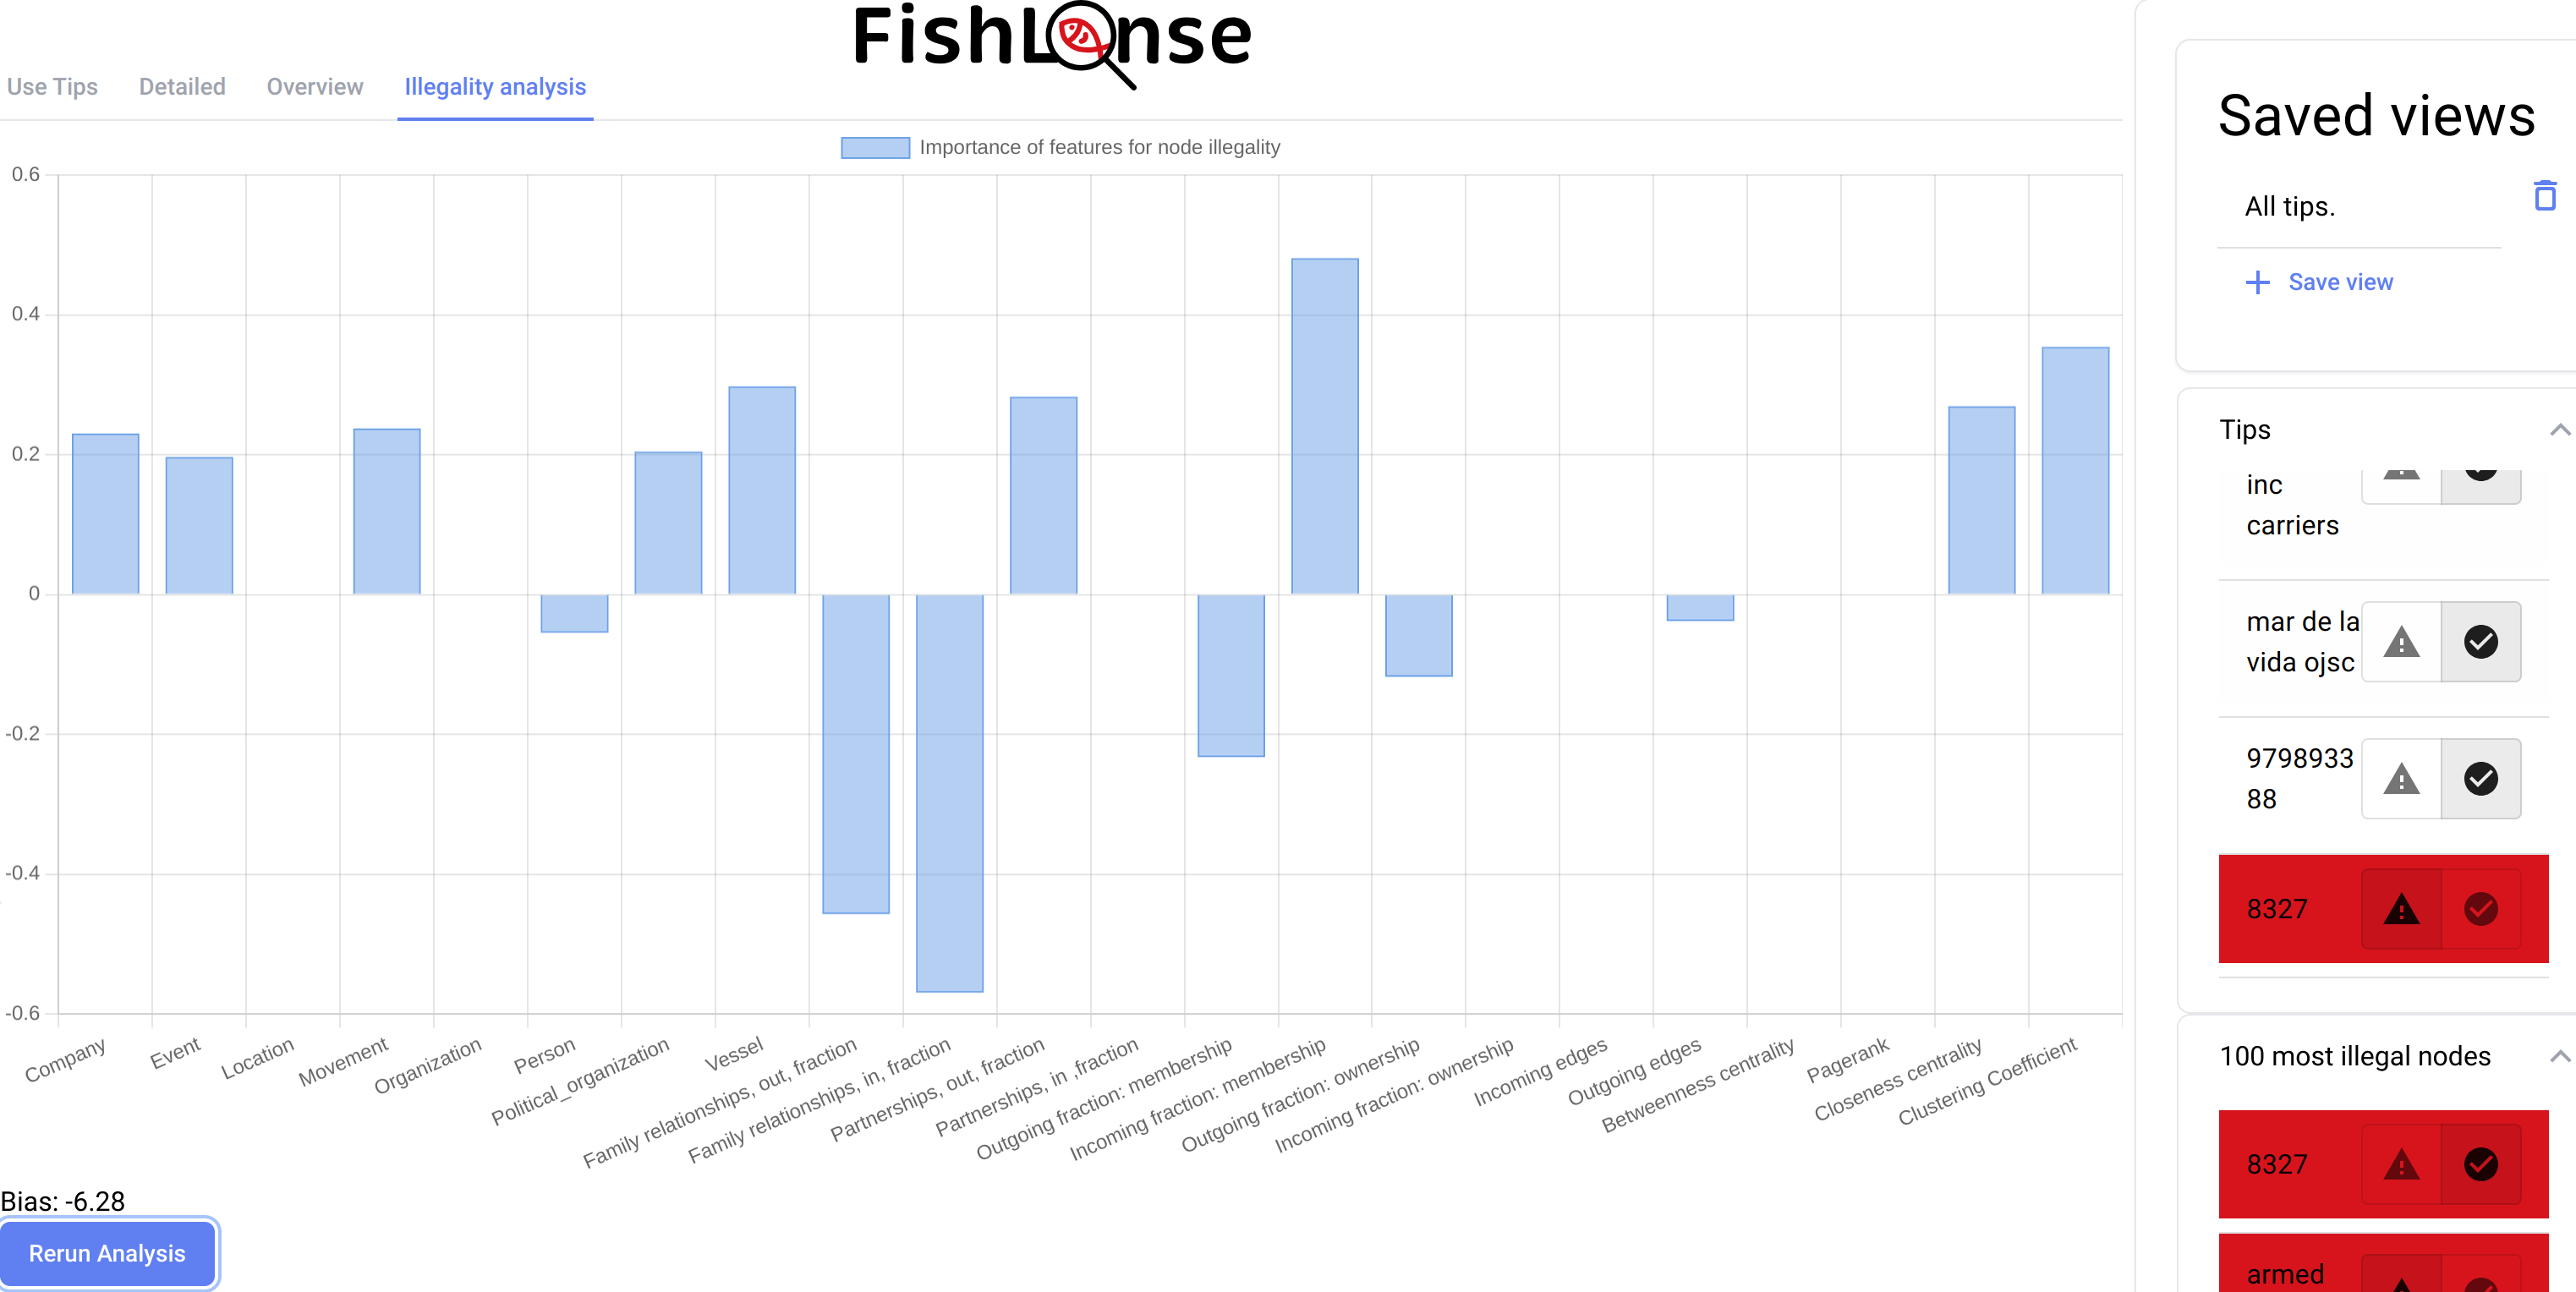 FishLense
Use Tips
Detailed
Overview
Illegality analysis
Importance of features for node illegality
0.6
0.4
0.2
0
-0.2
-0.4
-0.6
Company
Event
Location
Movement
Organization
Person
Political_organization
Vessel
Family relationships, out, fraction
Family relationships, in, fraction
Partnerships, out, fraction
Partnerships, in ,fraction
Outgoing fraction: membership
Incoming fraction: membership
Outgoing fraction: ownership
Incoming fraction: ownership
Incoming edges
Outgoing edges
Betweenness centrality
Pagerank
Closeness centrality
Clustering Coefficient
Bias: -6.28
Rerun Analysis
Saved views
All tips.
Save view
Tips
inc
carriers
mar de la
vida ojsc
9798933
88
8327
100 most illegal nodes
8327
armed